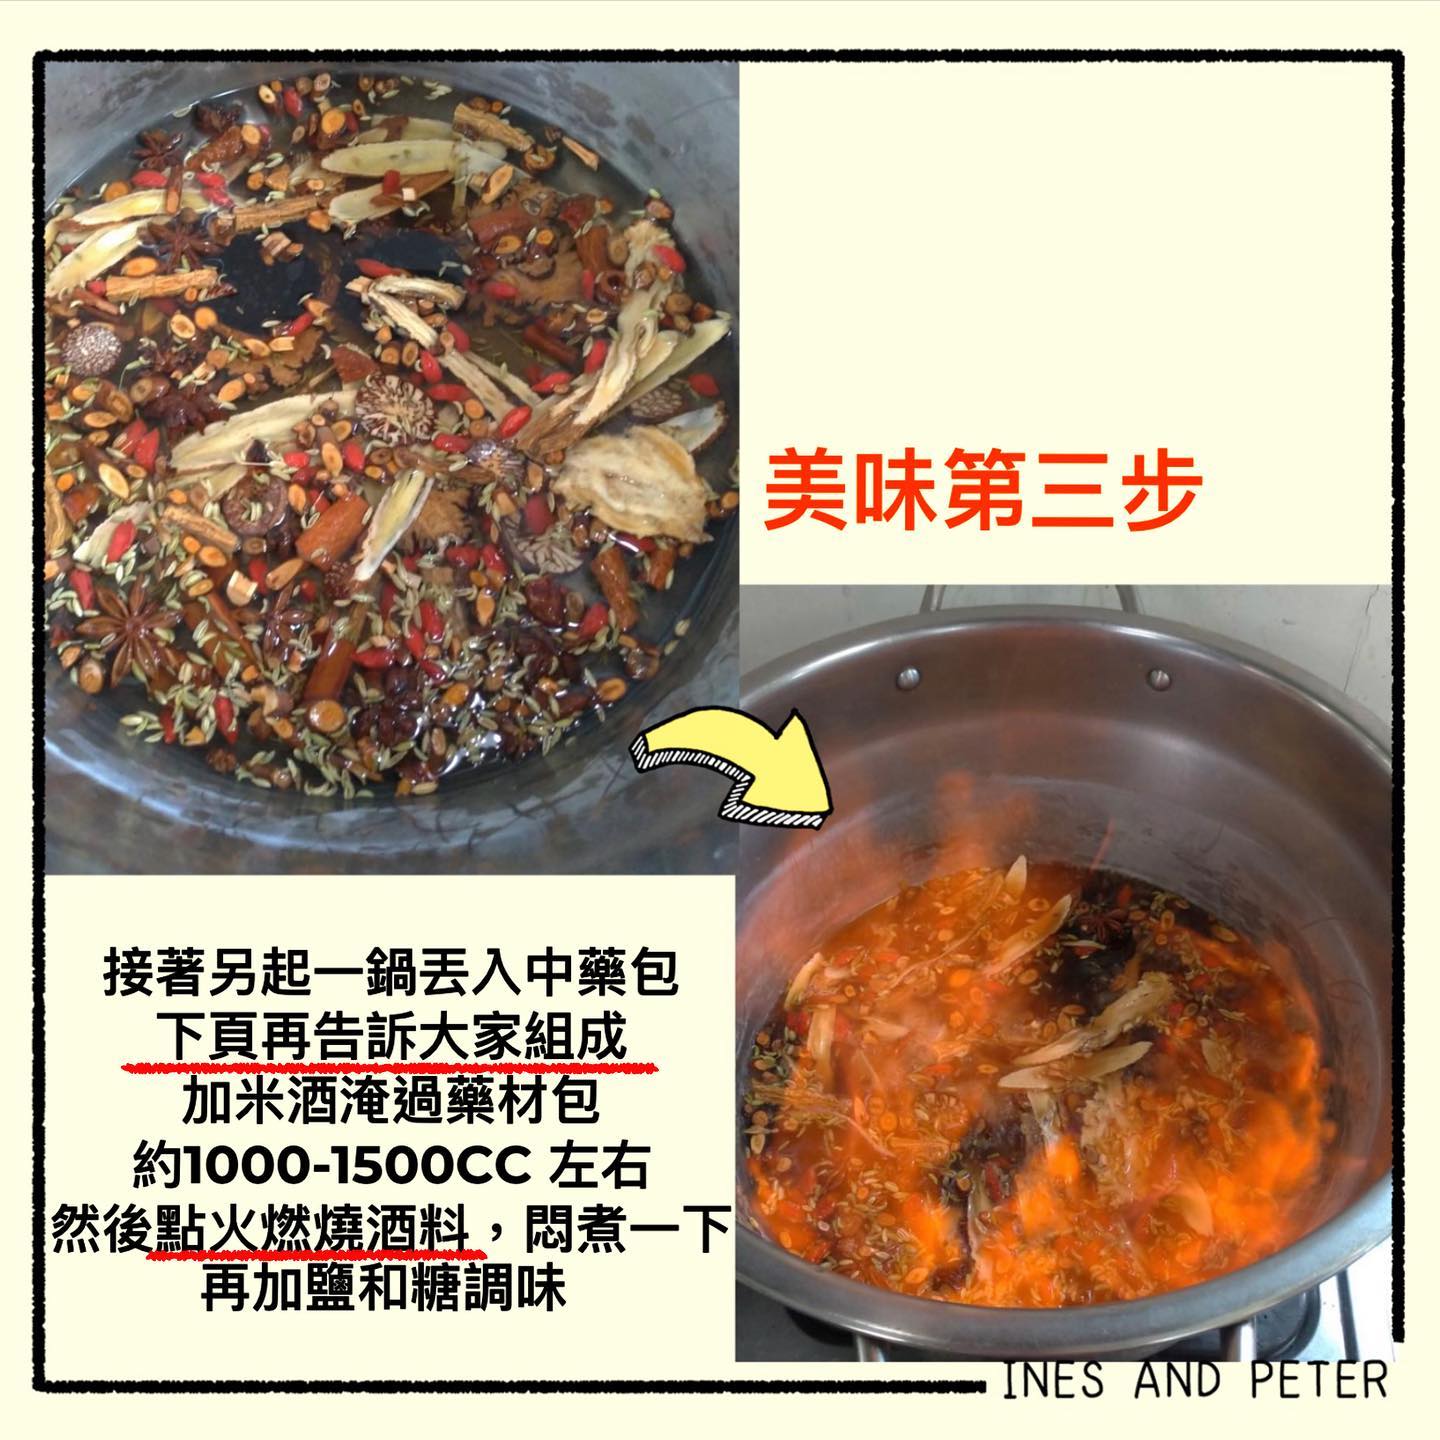 美味第三步
接著另起一鍋丟入中藥包
下頁再告訴大家組成
加米酒淹過藥材包
約1000-1500CC 左右
然後點火燃燒酒料，悶煮一下
再加鹽和糖調味
INES AND PETER